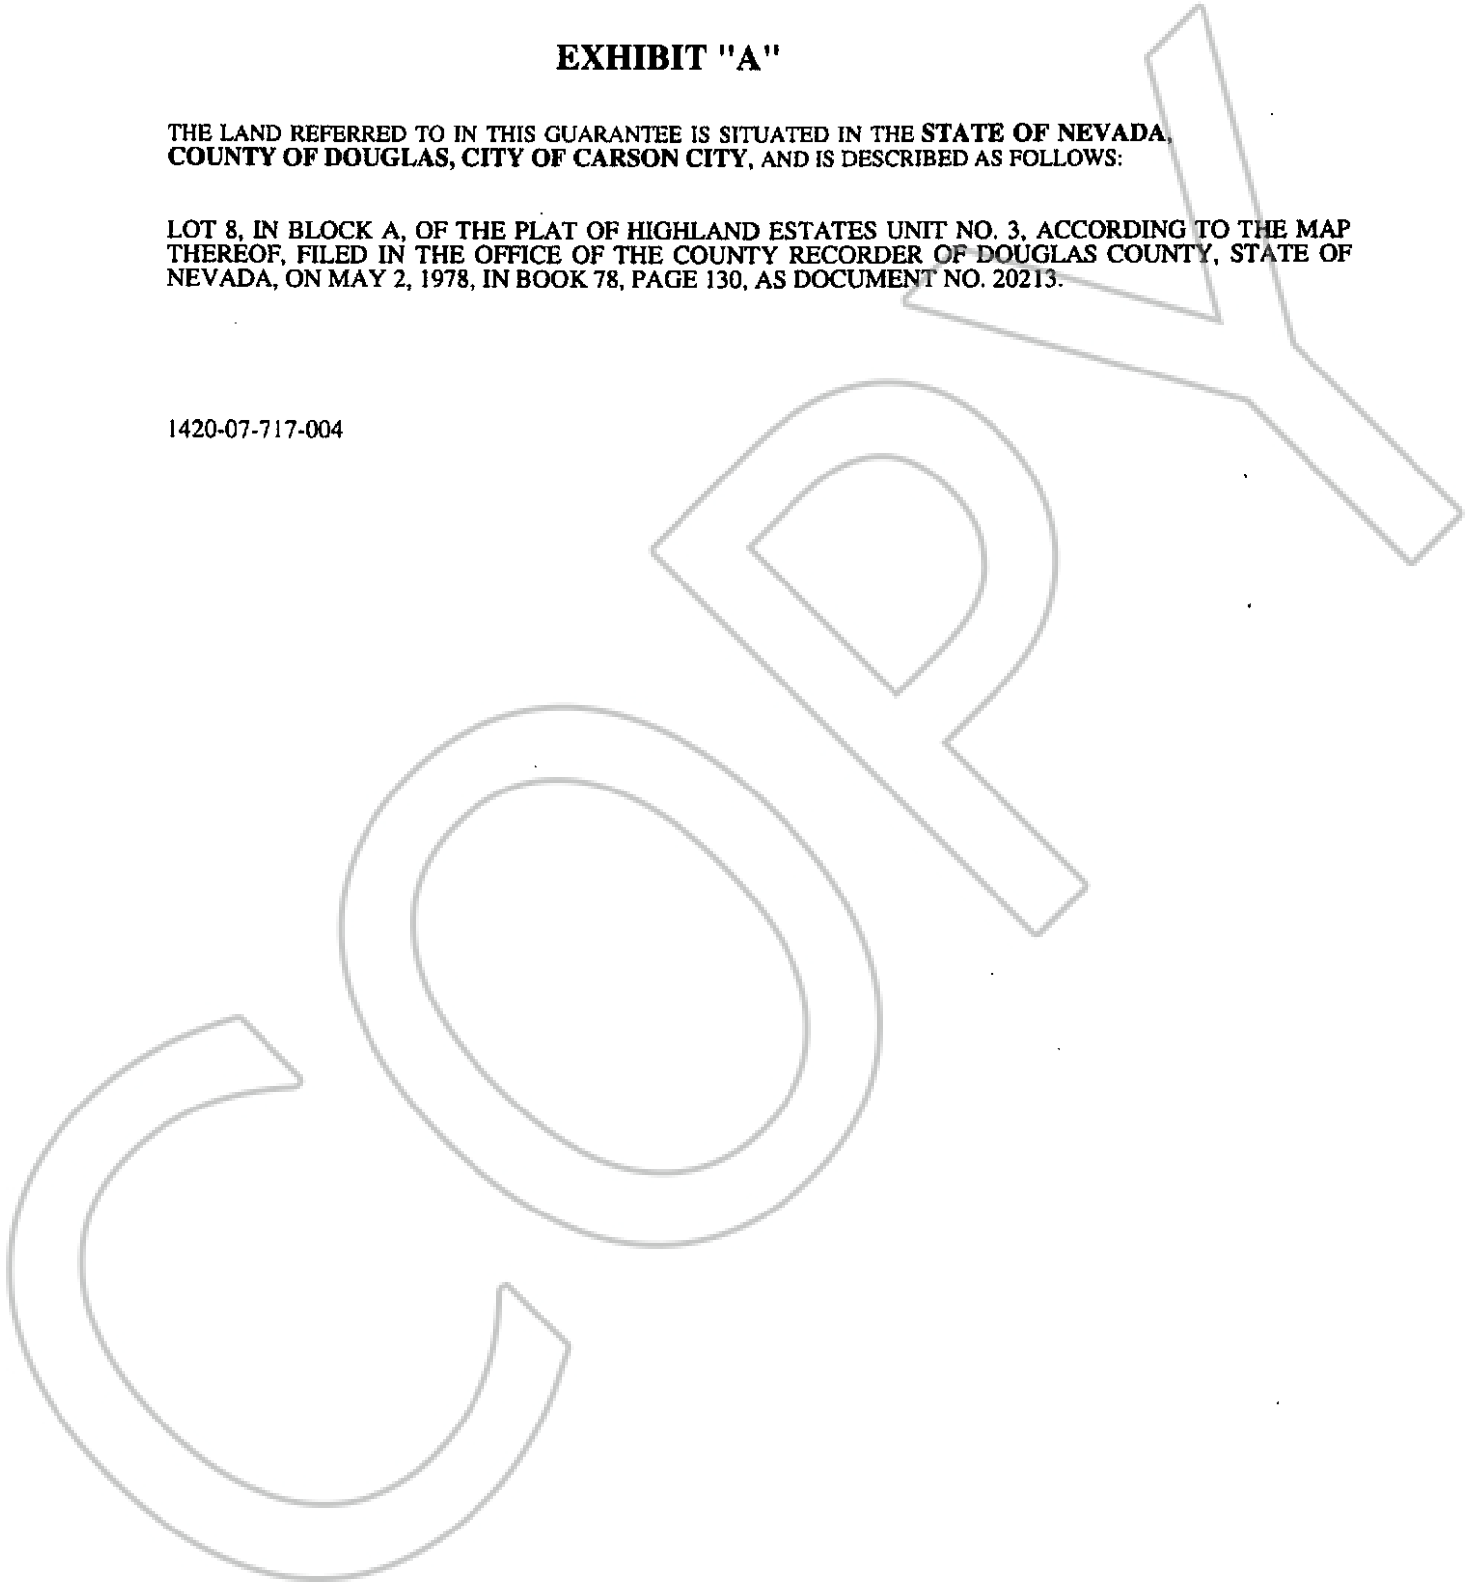 EXHIBIT "A"
THE LAND REFERRED TO IN THIS GUARANTEE IS SITUATED IN THE STATE OF NEVADA,
COUNTY OF DOUGLAS, CITY OF CARSON CITY, AND IS DESCRIBED AS FOLLOWS:
LOT 8, IN BLOCK A, OF THE PLAT OF HIGHLAND ESTATES UNIT NO. 3, ACCORDING TO THE MAP
THEREOF, FILED IN THE OFFICE OF THE COUNTY RECORDER OF DOUGLAS COUNTY, STATE OF
NEVADA, ON MAY 2, 1978, IN BOOK 78, PAGE 130, AS DOCUMENT NO. 20213.
1420-07-717-004
COPY